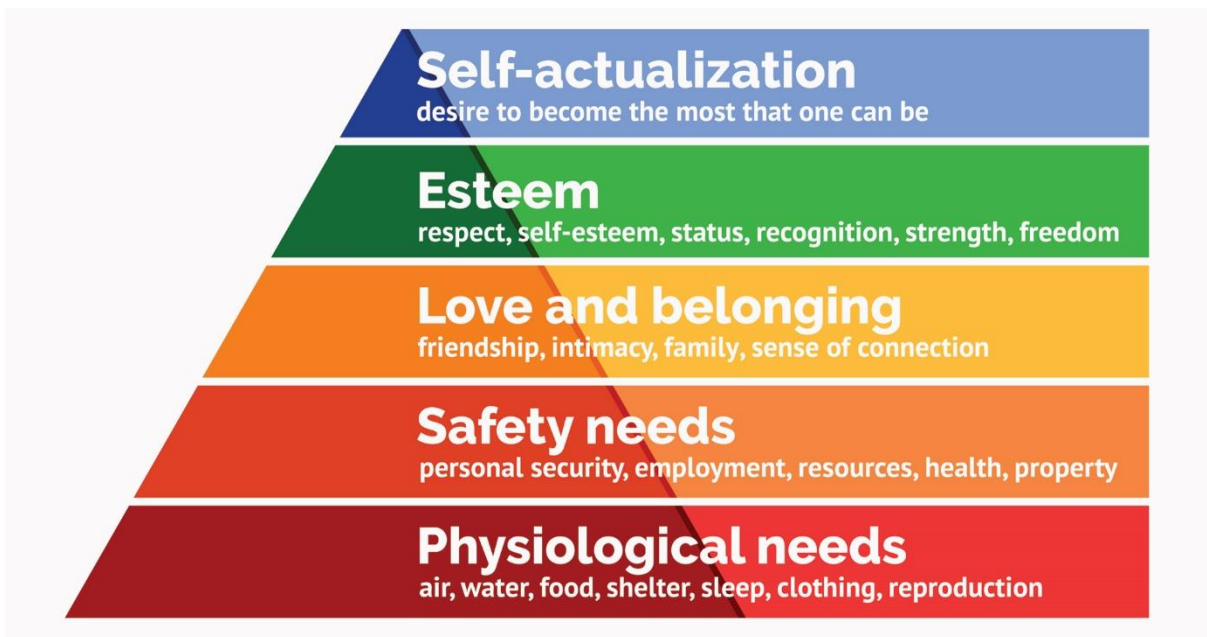 Self-actualization
desire to become the most that one can be
Esteem
respect, self-esteem, status, recognition, strength, freedom
Love and belonging
friendship, intimacy, family, sense of connection
Safety needs
personal security, employment, resources, health, property
Physiological needs
air, water, food, shelter, sleep, clothing, reproduction